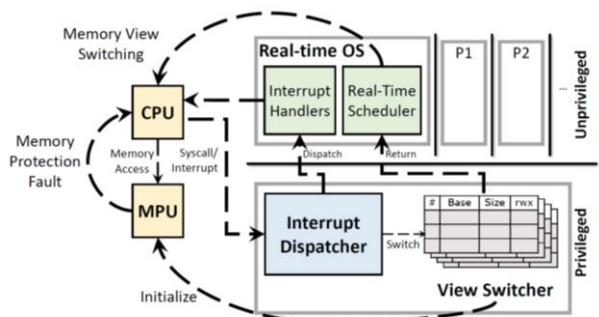 Memory View
Switching
Real-time OS
P1
P2
...
Unprivileged
Interrupt
Handlers
Real-Time
Scheduler
CPU
Memory
Protection
Fault
Memory
Access
Syscall/
Interrupt
Dispatch
Return
MPU
Interrupt
Dispatcher
Switch
# Base Size rwx
Privileged
View Switcher
Initialize